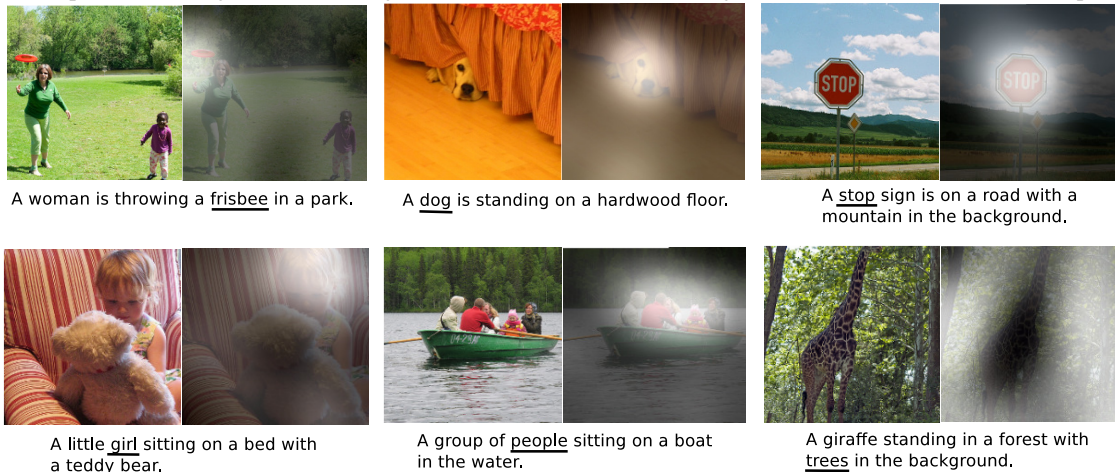 A woman is throwing a frisbee in a park.
A dog is standing on a hardwood floor.
STOP
STOP
A stop sign is on a road with a
mountain in the background.
A little girl sitting on a bed with
a teddy bear.
A group of people sitting on a boat
in the water.
A giraffe standing in a forest with
trees in the background.